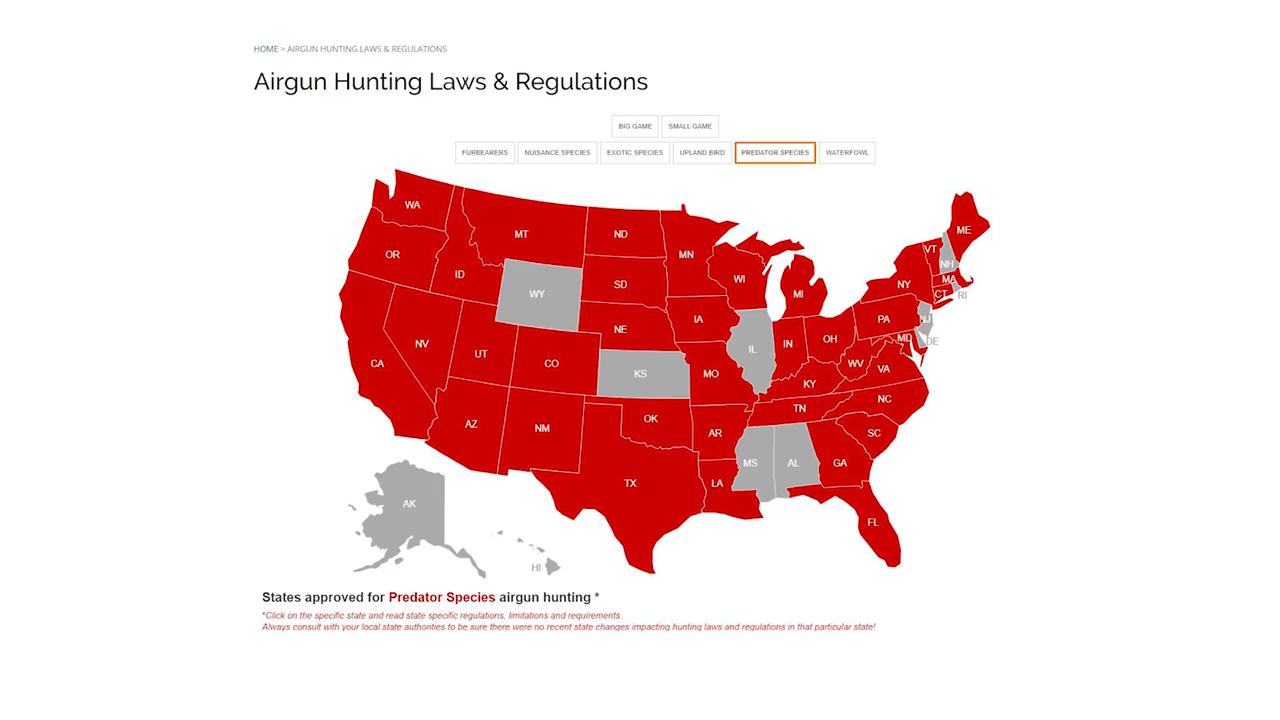 HOME > AIRGUN HUNTING LAWS & REGULATIONS
Airgun Hunting Laws & Regulations
BIG GAME SMALL GAME
FURBEARERS NUISANCE SPECIES EXOTIC SPECIES UPLAND BIRD PREDATOR SPECIES WATERFOWL
WA
MT
ND
MN
ME
VT
NH
OR
ID
SD
WI
MI
NY
MA
CT
RI
WY
IA
NE
PA
NJ
NV
UT
CO
IL
IN
OH
MD
DE
CA
KS
MO
WV
VA
KY
AZ
NM
OK
AR
TN
NC
SC
TX
LA
MS
AL
GA
AK
FL
HI
States approved for Predator Species airgun hunting *
*Click on the specific state and read state specific regulations, limitations and requirements.
Always consult with your local state authorities to be sure there were no recent state changes impacting hunting laws and regulations in that particular state!